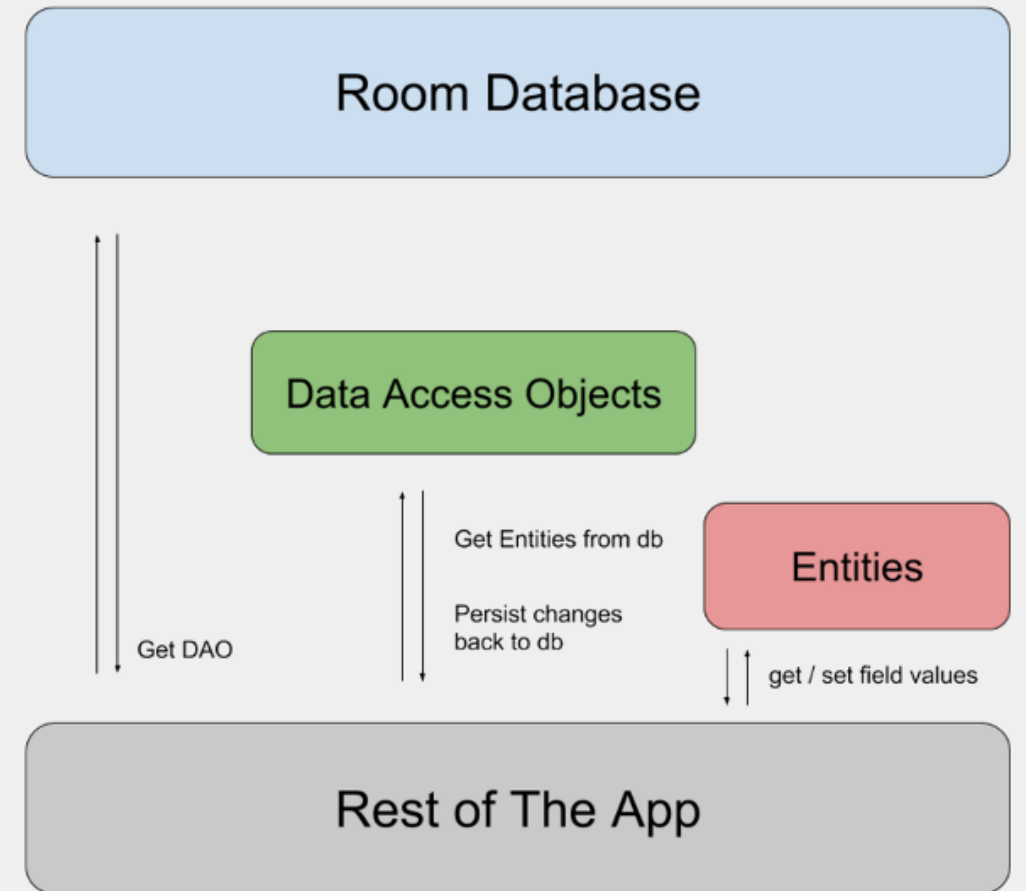 Room Database
Data Access Objects
Get Entities from db
Entities
Persist changes
back to db
Get DAO
get / set field values
Rest of The App